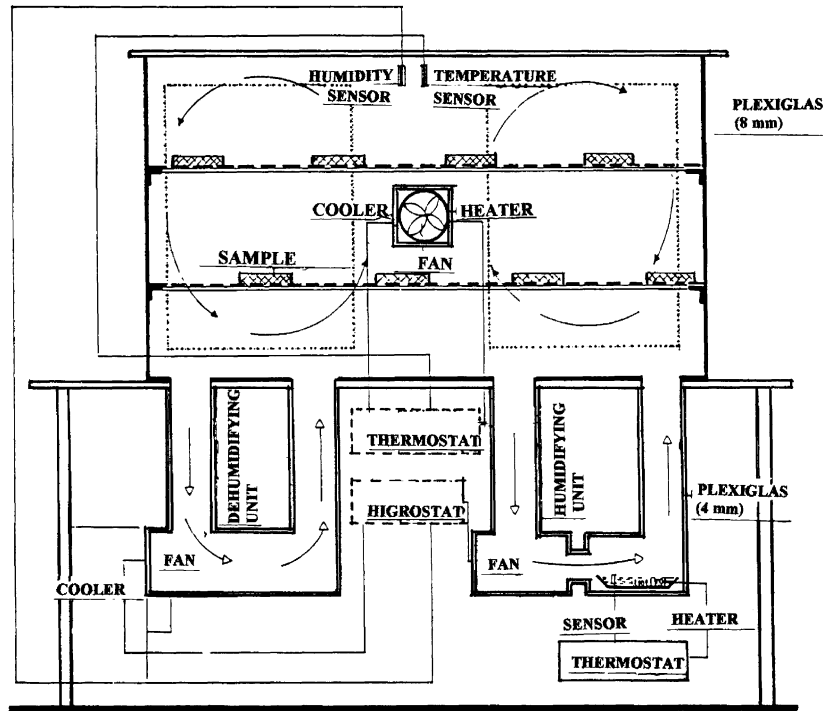 HUMIDITY SENSOR
TEMPERATURE SENSOR
PLEXIGLAS
(8 mm)
COOLER
HEATER
SAMPLE
FAN
DEHUMIDIFYING
UNIT
THERMOSTAT
HIGROSTAT
HUMIDIFYING
UNIT
PLEXIGLAS
(4 mm)
FAN
FAN
COOLER
SENSOR
HEATER
THERMOSTAT